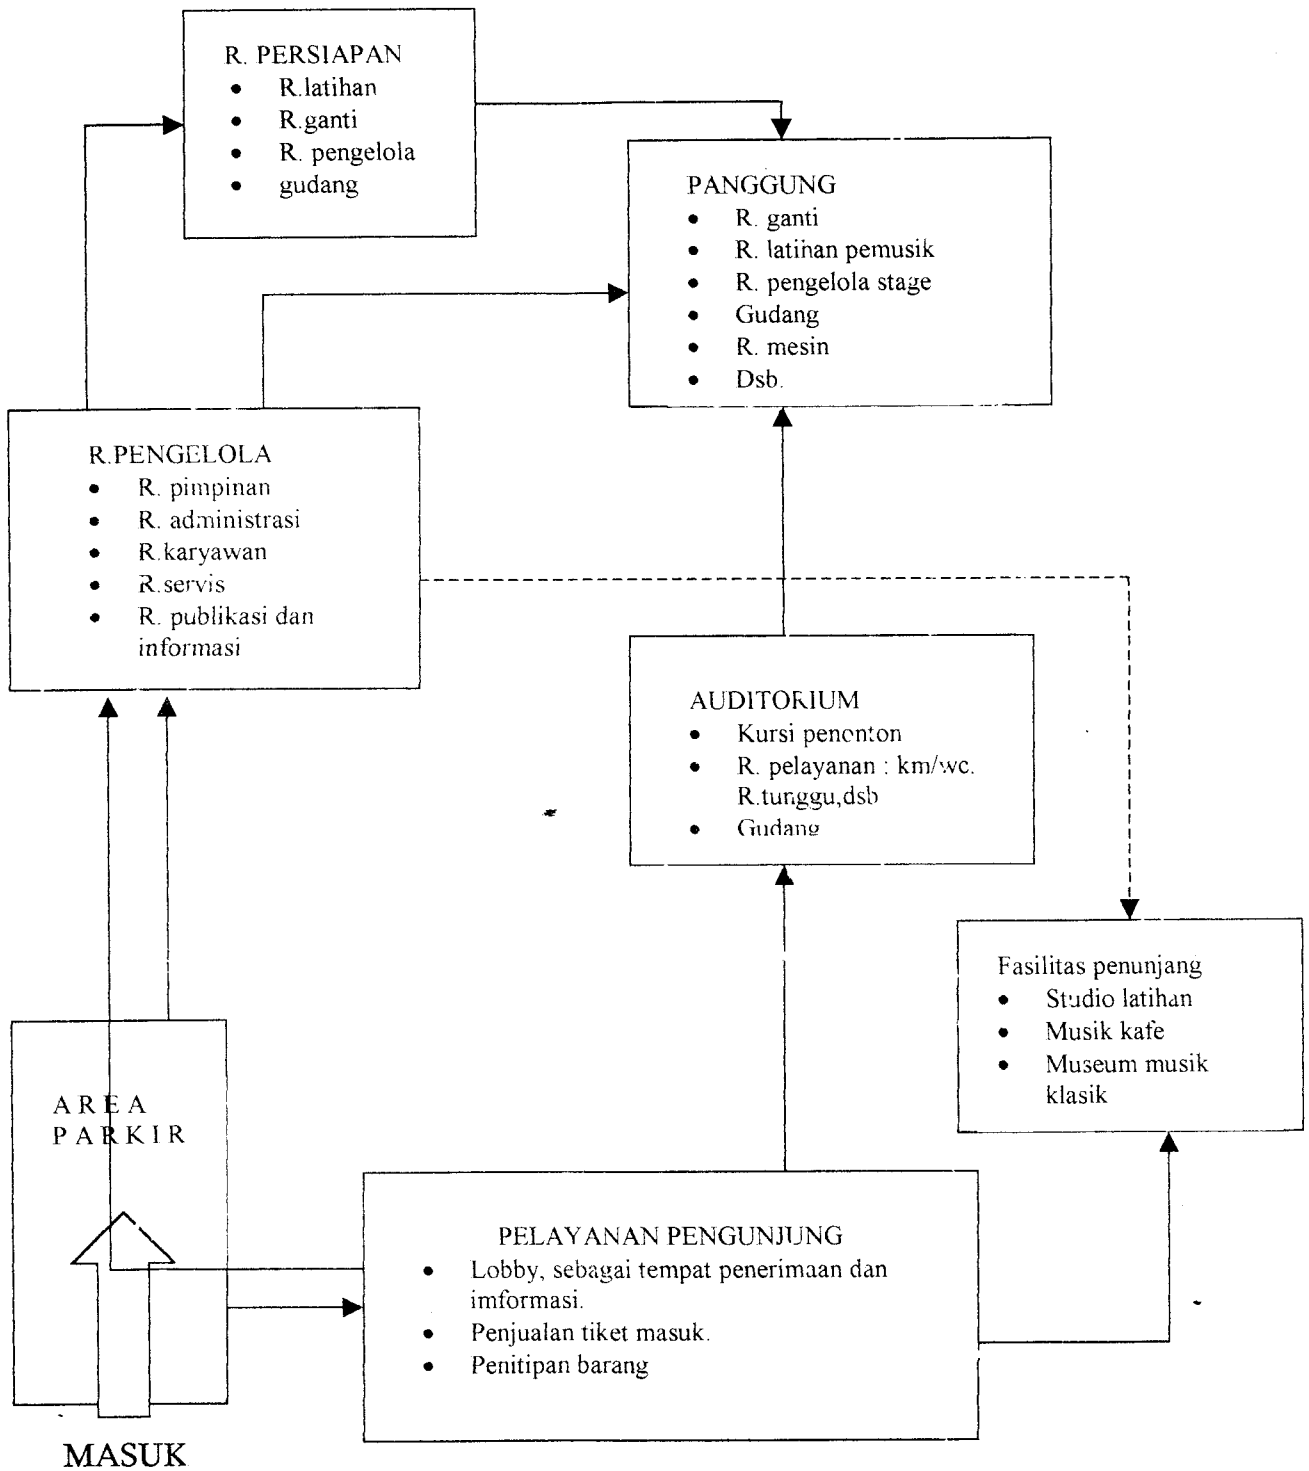 R. PERSIAPAN
• R.latihan
• R.ganti
• R. pengelola
• gudang
PANGGUNG
• R. ganti
• R. latihan pemusik
• R. pengelola stage
• Gudang
• R. mesin
• Dsb.
R.PENGELOLA
• R. pimpinan
• R. administrasi
• R.karyawan
• R.servis
• R. publikasi dan
informasi
AUDITORIUM
• Kursi penonton
• R. pelayanan : km/wc.
R.tunggu,dsb
• Gudang
Fasilitas penunjang
• Studio latihan
• Musik kafe
• Museum musik
klasik
AREA
PARKIR
PELAYANAN PENGUNJUNG
• Lobby, sebagai tempat penerimaan dan
imformasi.
• Penjualan tiket masuk.
• Penitipan barang
MASUK